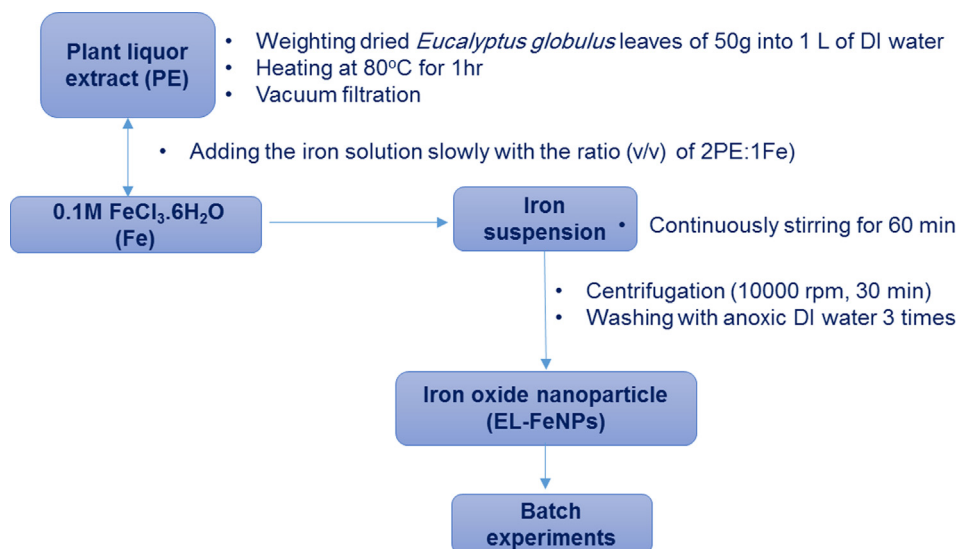 Plant liquor
extract (PE)
• Weighting dried Eucalyptus globulus leaves of 50g into 1 L of DI water
• Heating at 80°C for 1hr
• Vacuum filtration
• Adding the iron solution slowly with the ratio (v/v) of 2PE:1Fe)
0.1M FeCl₃.6H₂O
(Fe)
Iron
suspension
• Continuously stirring for 60 min
• Centrifugation (10000 rpm, 30 min)
• Washing with anoxic DI water 3 times
Iron oxide nanoparticle
(EL-FeNPs)
Batch
experiments